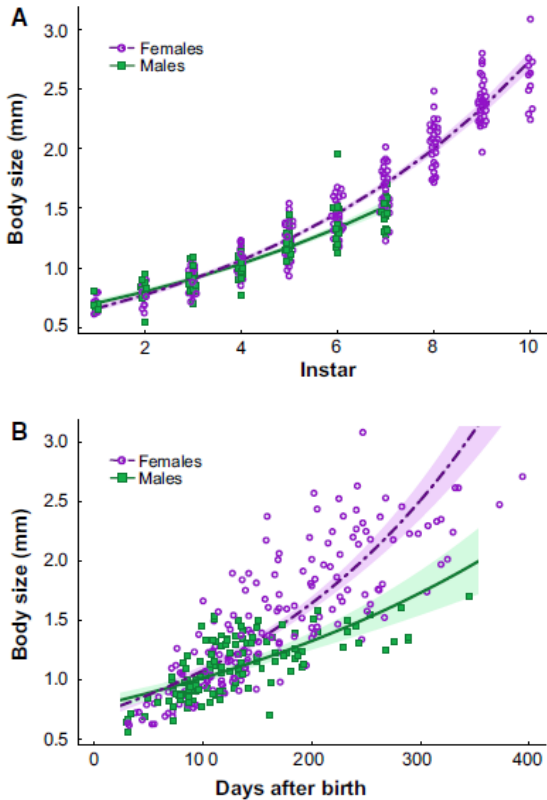 A
3.0
Females
Males
2.5
2.0
1.5
1.0
0.5
Body size (mm)
2 4 6 8 10
Instar
B
3.0
Females
Males
2.5
2.0
1.5
1.0
0.5
Body size (mm)
0 100 200 300 400
Days after birth